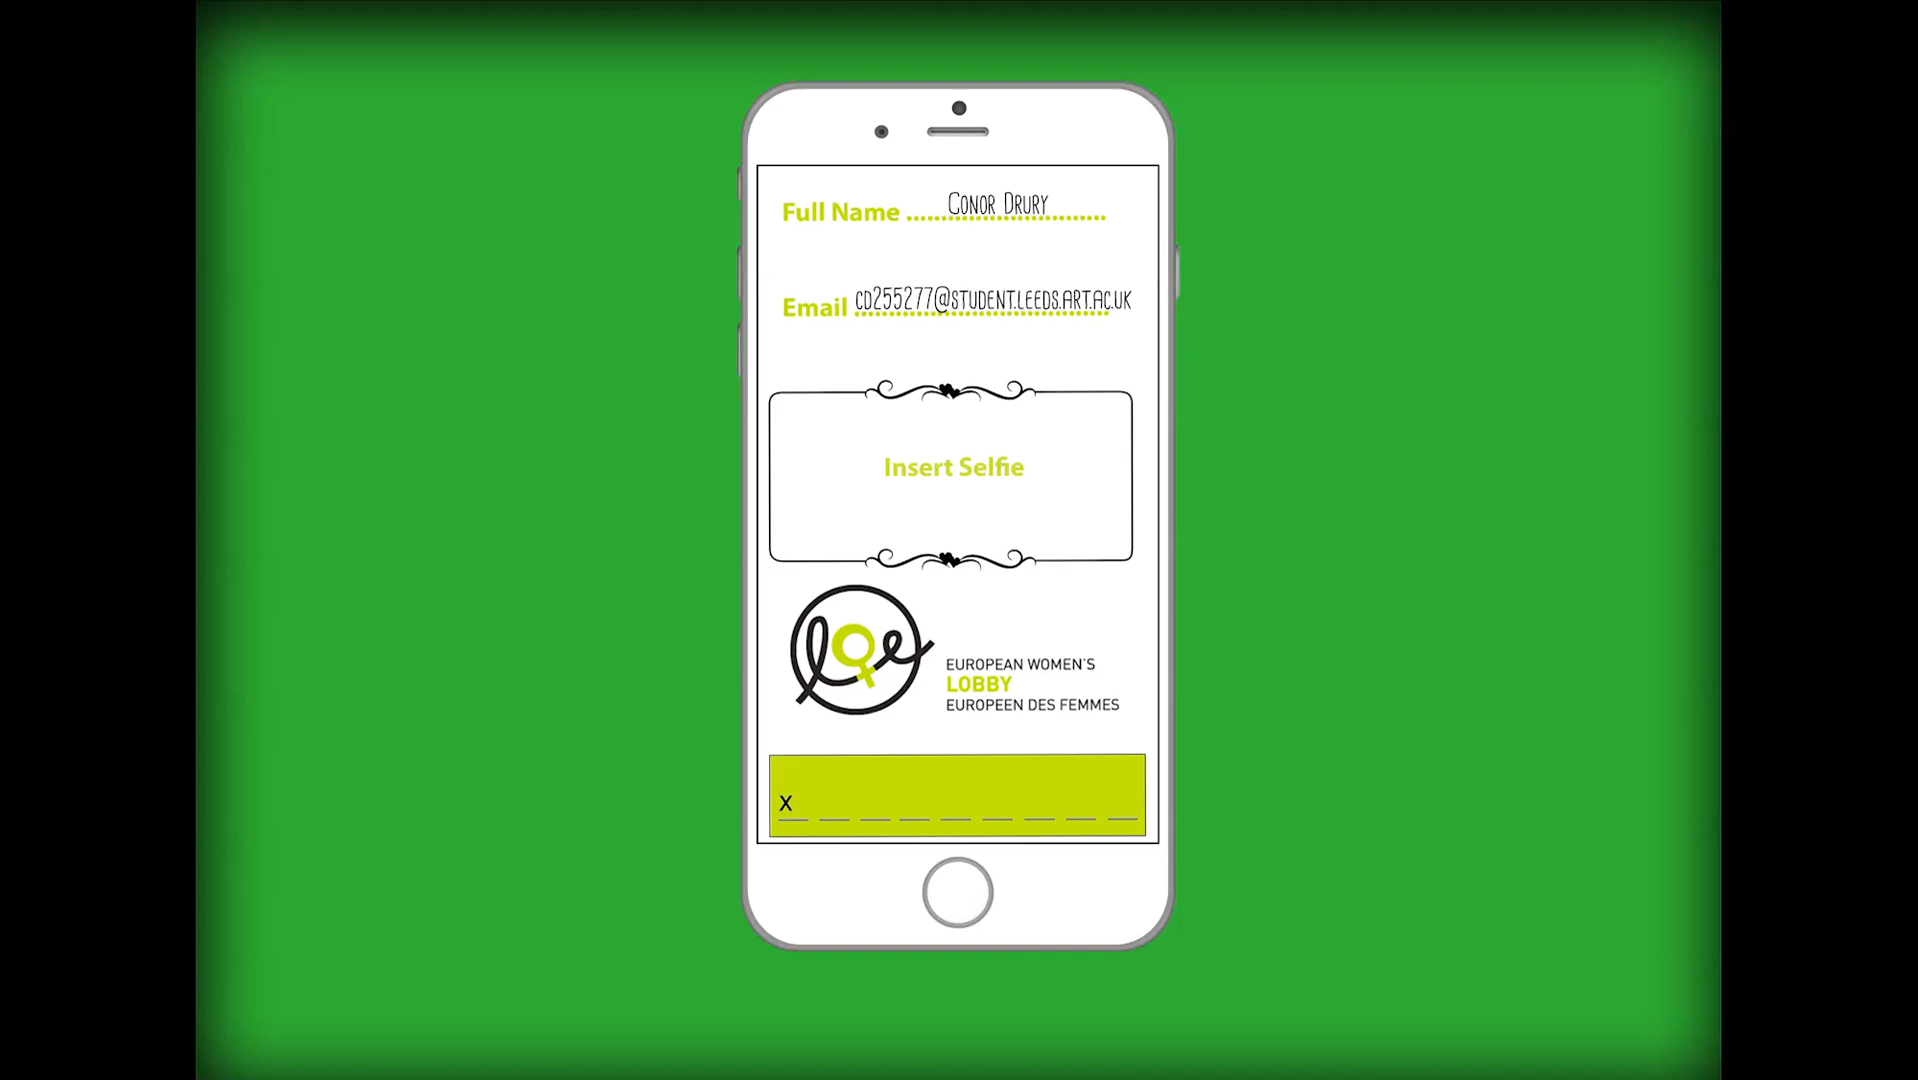 Full Name ........ CONOR DRURY
Email CD255277@STUDENT.LEEDS.ART.AC.UK
Insert Selfie
loe
EUROPEAN WOMEN'S
LOBBY
EUROPEEN DES FEMMES
X